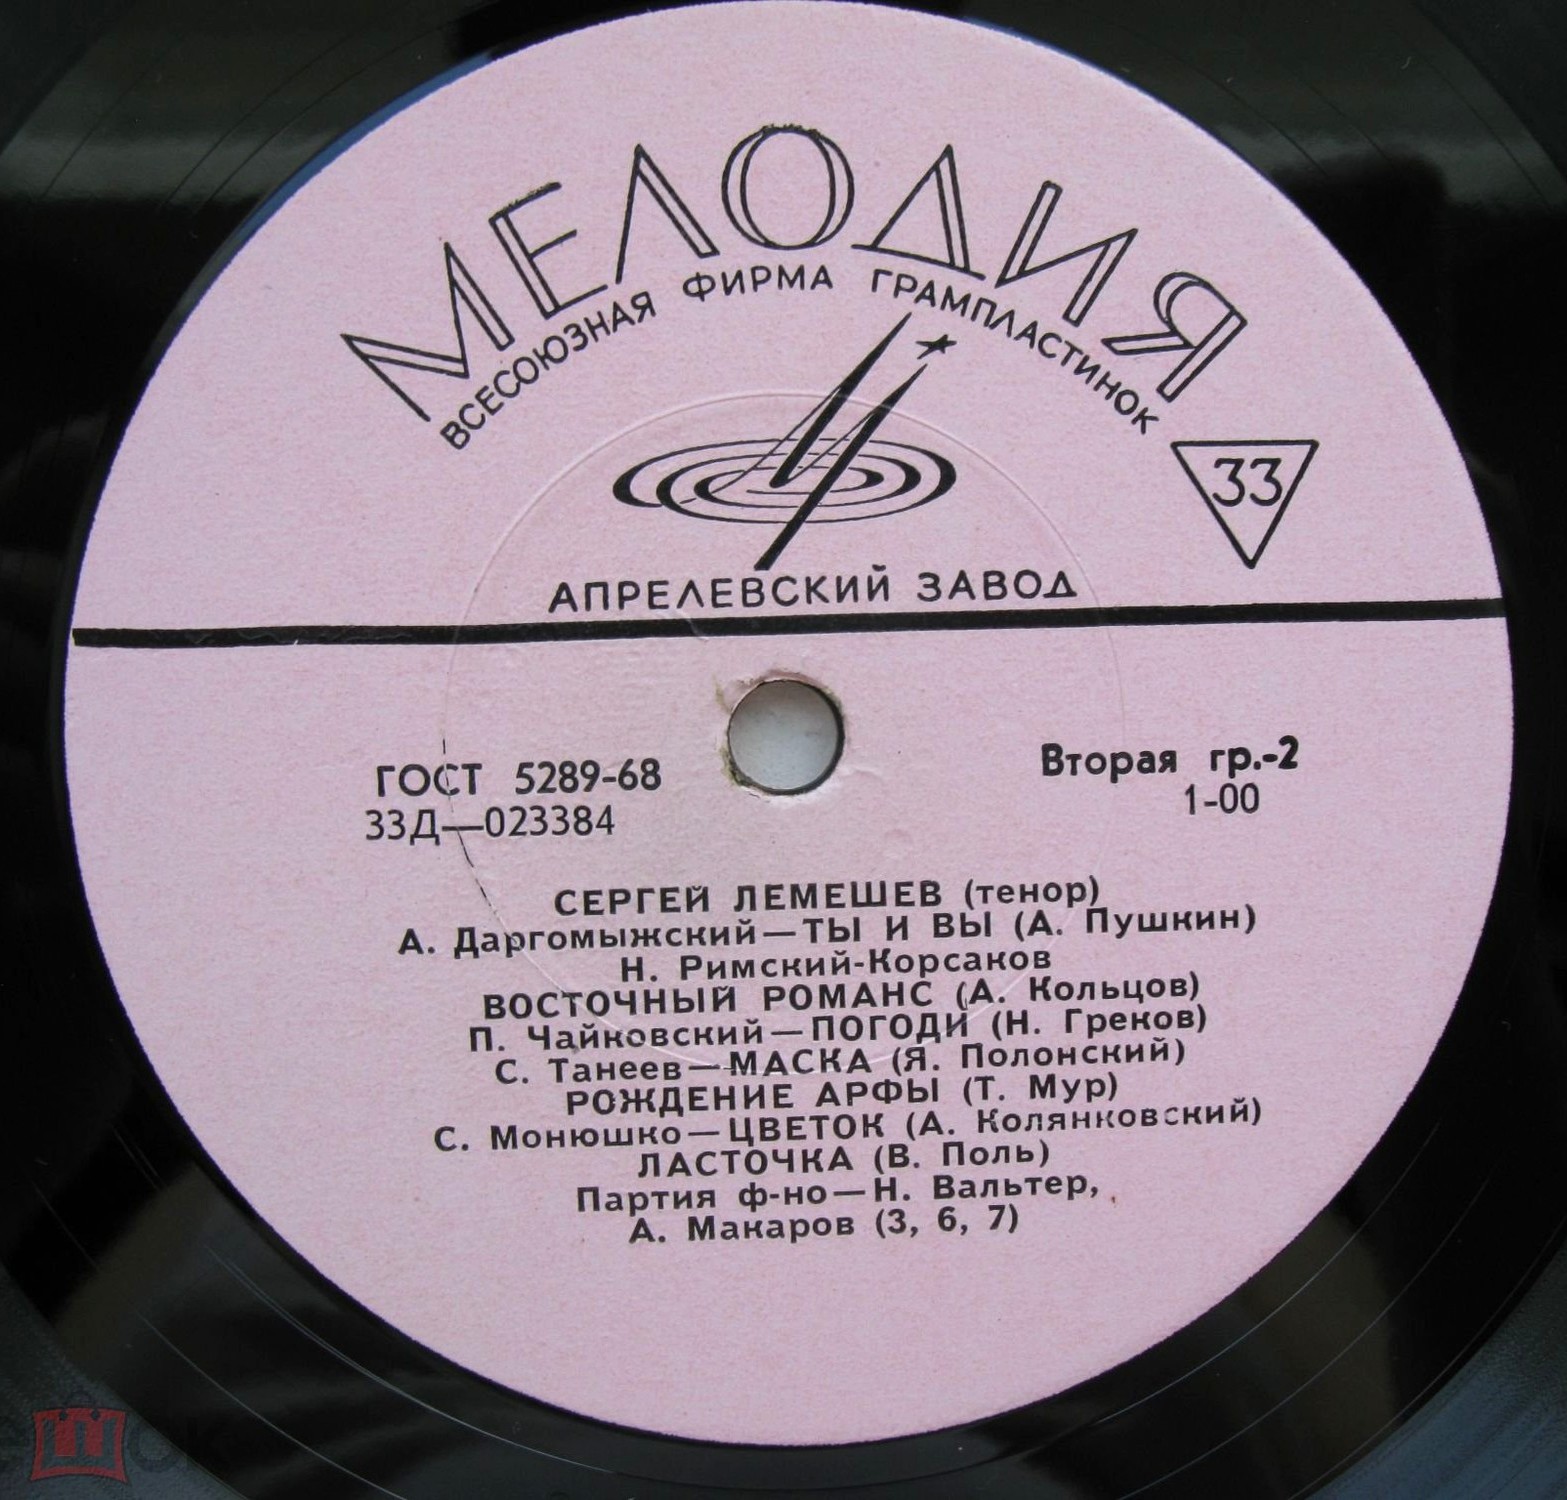 МЕЛОДИЯ
ВСЕСОЮЗНАЯ ФИРМА ГРАМПЛАСТИНОК
33
АПРЕЛЕВСКИЙ ЗАВОД
ГОСТ 5289-68
33Д—023384
Вторая гр.-2
1-00
СЕРГЕЙ ЛЕМЕШЕВ (тенор)
А. Даргомыжский—ТЫ И ВЫ (А. Пушкин)
Н. Римский-Корсаков
ВОСТОЧНЫЙ РОМАНС (А. Кольцов)
П. Чайковский—ПОГОДИ (Н. Греков)
С. Танеев—МАСКА (Я. Полонский)
РОЖДЕНИЕ АРФЫ (Т. Мур)
С. Монюшко—ЦВЕТОК (А. Колянковский)
ЛАСТОЧКА (В. Поль)
Партия ф-но—Н. Вальтер,
А. Макаров (3, 6, 7)